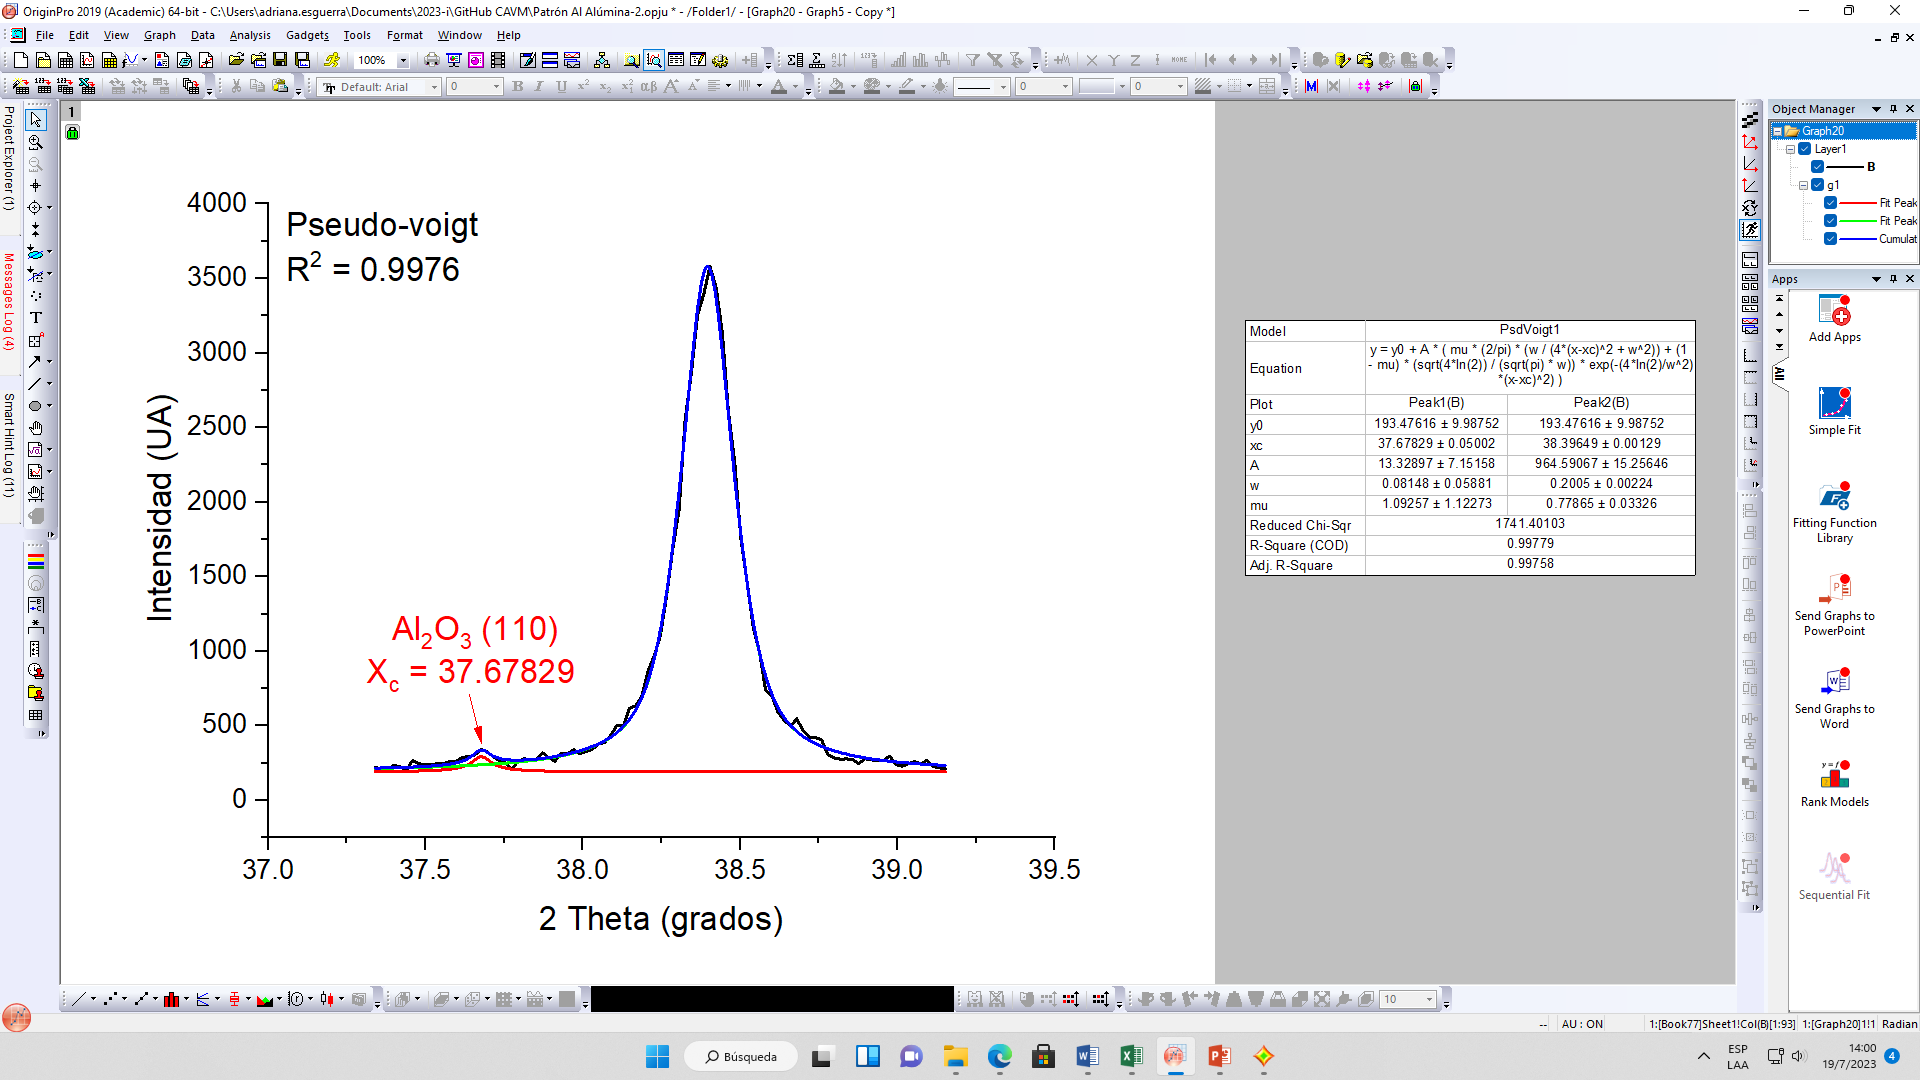 OriginPro 2019 (Academic) 64-bit - C:\Users\adriana.esguerra\Documents\2023-i\GitHub CAVM\Patrón Al Alúmina-2.opju * - /Folder1/ - [Graph20 - Graph5 - Copy *]
File Edit View Graph Data Analysis Gadgets Tools Format Window Help
100%
Default: Arial 0 B I U 0 0
Project Explorer (1)
Messages Log (4)
Smart Hint Log (11)
1
4000
3500
3000
2500
2000
1500
1000
500
0
Intensidad (UA)
Pseudo-voigt
R² = 0.9976
Al₂O₃ (110)
X_c = 37.67829
37.0 37.5 38.0 38.5 39.0 39.5
2 Theta (grados)
Model PsdVoigt1
Equation y = y0 + A * ( mu * (2/pi) * (w / (4*(x-xc)^2 + w^2)) + (1
- mu) * (sqrt(4*ln(2)) / (sqrt(pi) * w)) * exp(-(4*ln(2)/w^2)
*(x-xc)^2) )
Plot Peak1(B) Peak2(B)
y0 193.47616 ± 9.98752 193.47616 ± 9.98752
xc 37.67829 ± 0.05002 38.39649 ± 0.00129
A 13.32897 ± 7.15158 964.59067 ± 15.25646
w 0.08148 ± 0.05881 0.2005 ± 0.00224
mu 1.09257 ± 1.12273 0.77865 ± 0.03326
Reduced Chi-Sqr 1741.40103
R-Square (COD) 0.99779
Adj. R-Square 0.99758
Object Manager
Graph20
Layer1
B
g1
Fit Peak
Fit Peak
Cumulat
Apps
All
Add Apps
Simple Fit
Fitting Function
Library
Send Graphs to
PowerPoint
Send Graphs to
Word
Rank Models
Sequential Fit
10
-- AU : ON 1:[Book77]Sheet1!Col(B)[1:93] 1:[Graph20]1!1 Radian
Búsqueda
ESP
LAA
14:00
19/7/2023
4